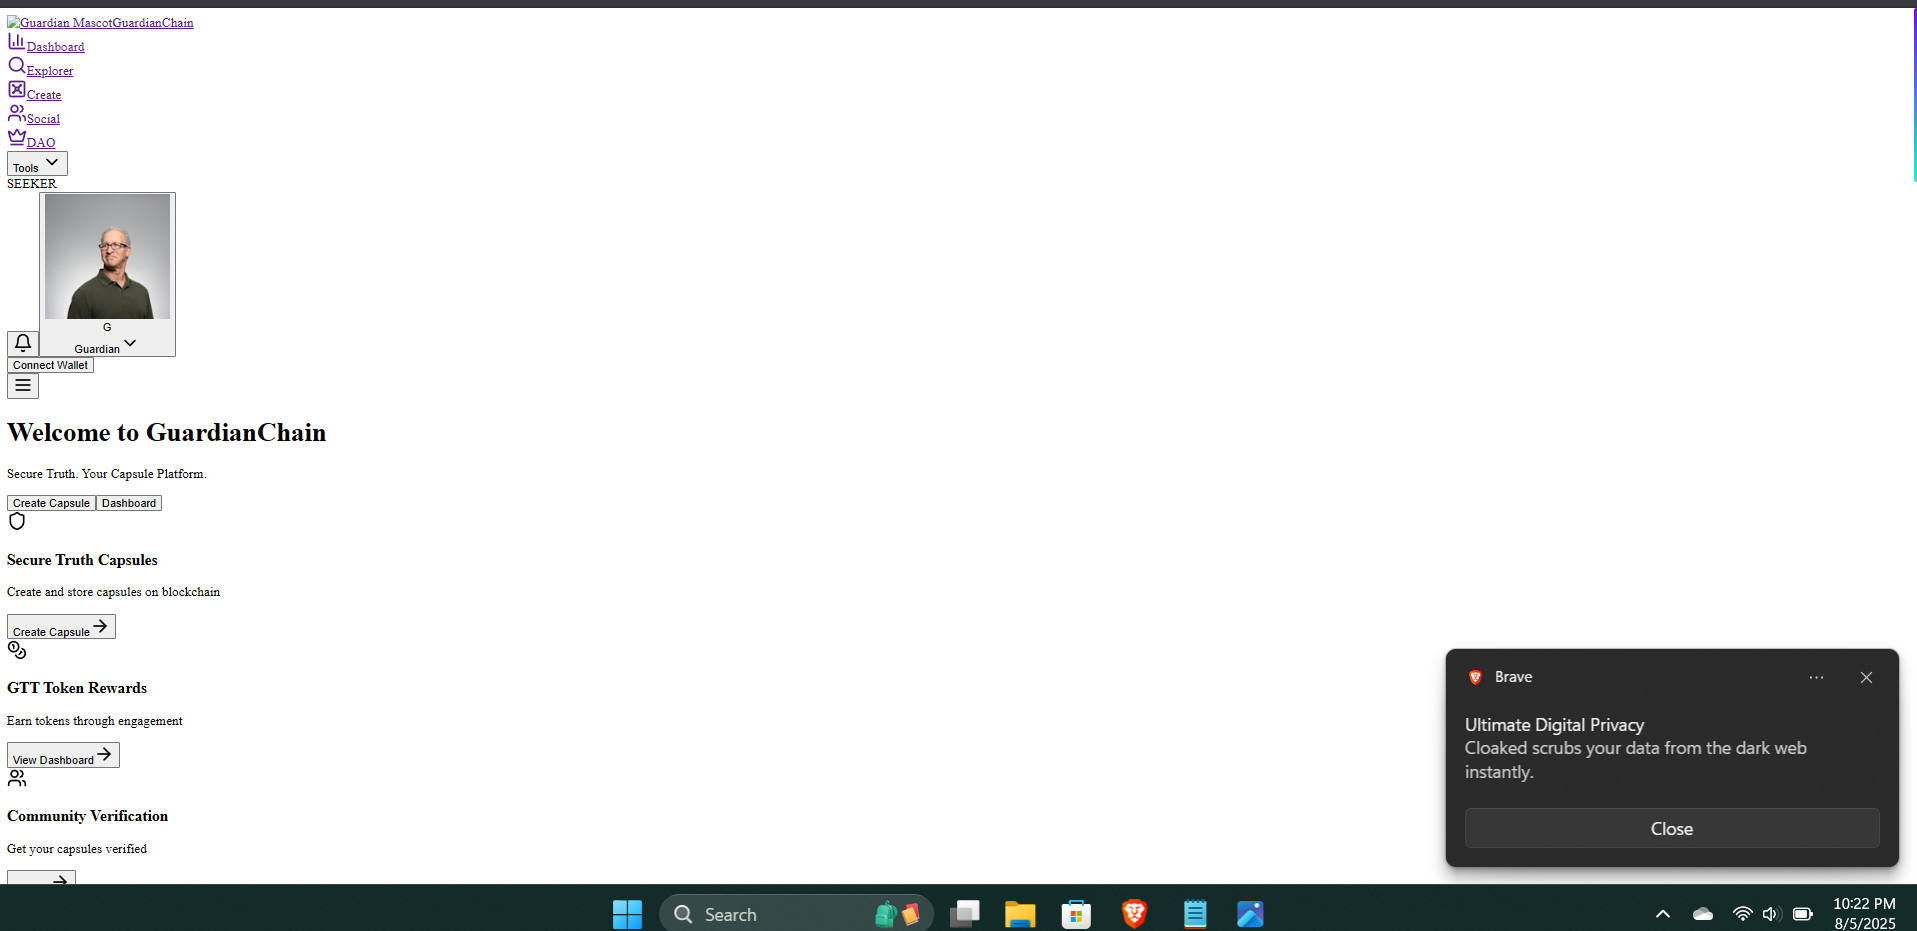 Guardian MascotGuardianChain
Dashboard
Explorer
Create
Social
DAO
Tools
SEEKER
G
Guardian
Connect Wallet
Welcome to GuardianChain
Secure Truth. Your Capsule Platform.
Create Capsule Dashboard
Secure Truth Capsules
Create and store capsules on blockchain
Create Capsule
GTT Token Rewards
Earn tokens through engagement
View Dashboard
Community Verification
Get your capsules verified
Brave
Ultimate Digital Privacy
Cloaked scrubs your data from the dark web
instantly.
Close
Search
10:22 PM
8/5/2025